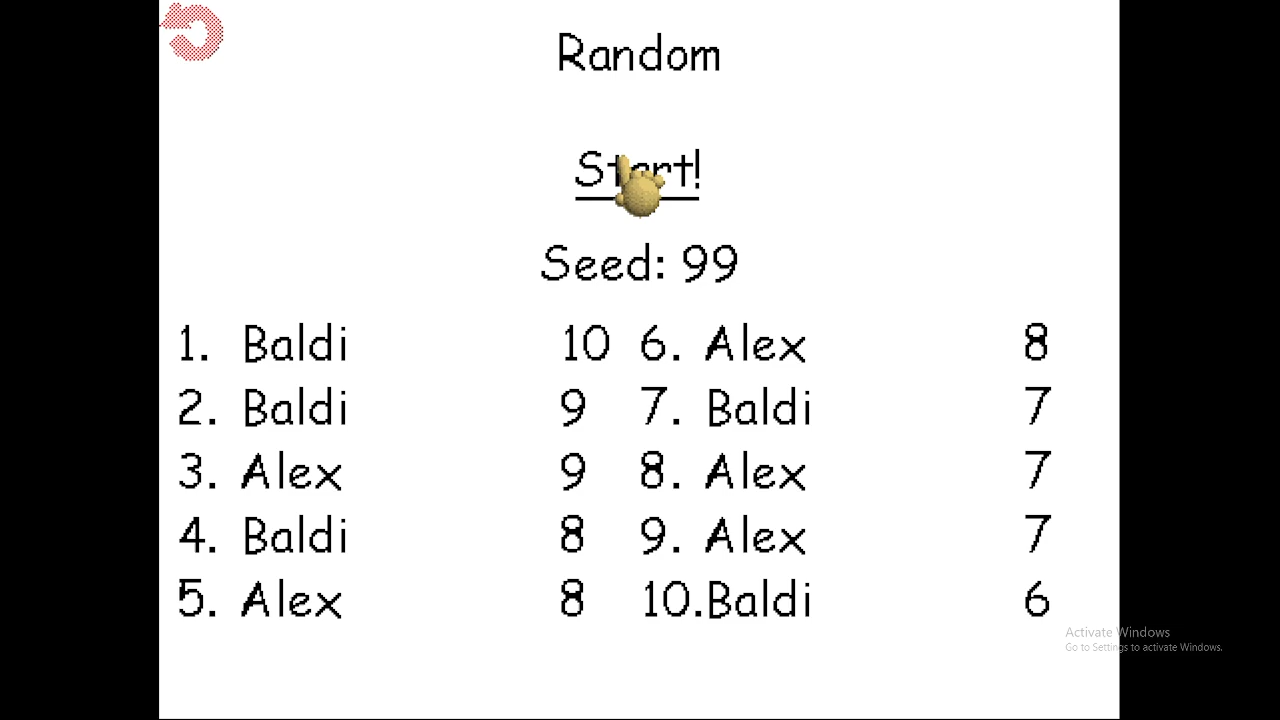 Random
Start!
Seed: 99
1. Baldi 10 6. Alex 8
2. Baldi 9 7. Baldi 7
3. Alex 9 8. Alex 7
4. Baldi 8 9. Alex 7
5. Alex 8 10. Baldi 6
Activate Windows
Go to Settings to activate Windows.